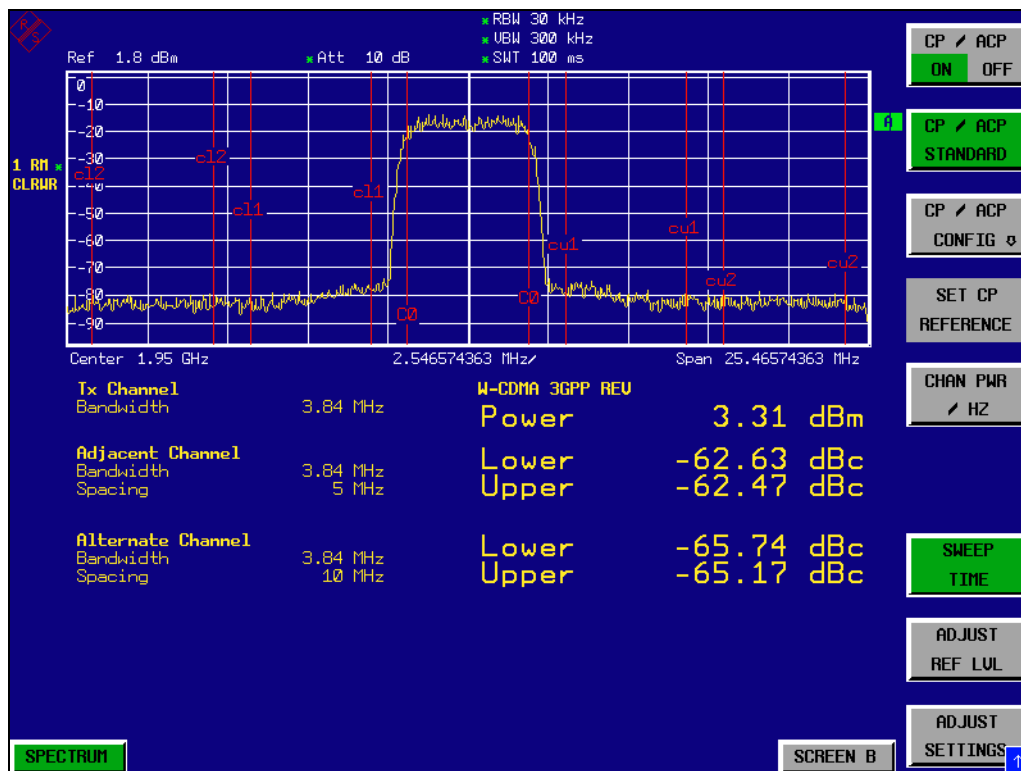 R S
* RBW 30 kHz
* VBW 300 kHz
Ref 1.8 dBm * Att 10 dB * SWT 100 ms
0
-10
-20
-30
-40
-50
-60
-70
-80
-90
1 RM *
CLRWR
A
cl2 cl2 cl1 cl1 C0 C0 cu1 cu1 cu2 cu2
Center 1.95 GHz 2.546574363 MHz/ Span 25.46574363 MHz
Tx Channel W-CDMA 3GPP REV
Bandwidth 3.84 MHz Power 3.31 dBm
Adjacent Channel Lower -62.63 dBc
Bandwidth 3.84 MHz
Spacing 5 MHz Upper -62.47 dBc
Alternate Channel Lower -65.74 dBc
Bandwidth 3.84 MHz
Spacing 10 MHz Upper -65.17 dBc
CP / ACP
ON OFF
CP / ACP
STANDARD
CP / ACP
CONFIG
SET CP
REFERENCE
CHAN PWR
/ HZ
SWEEP
TIME
ADJUST
REF LVL
ADJUST
SETTINGS
SPECTRUM SCREEN B